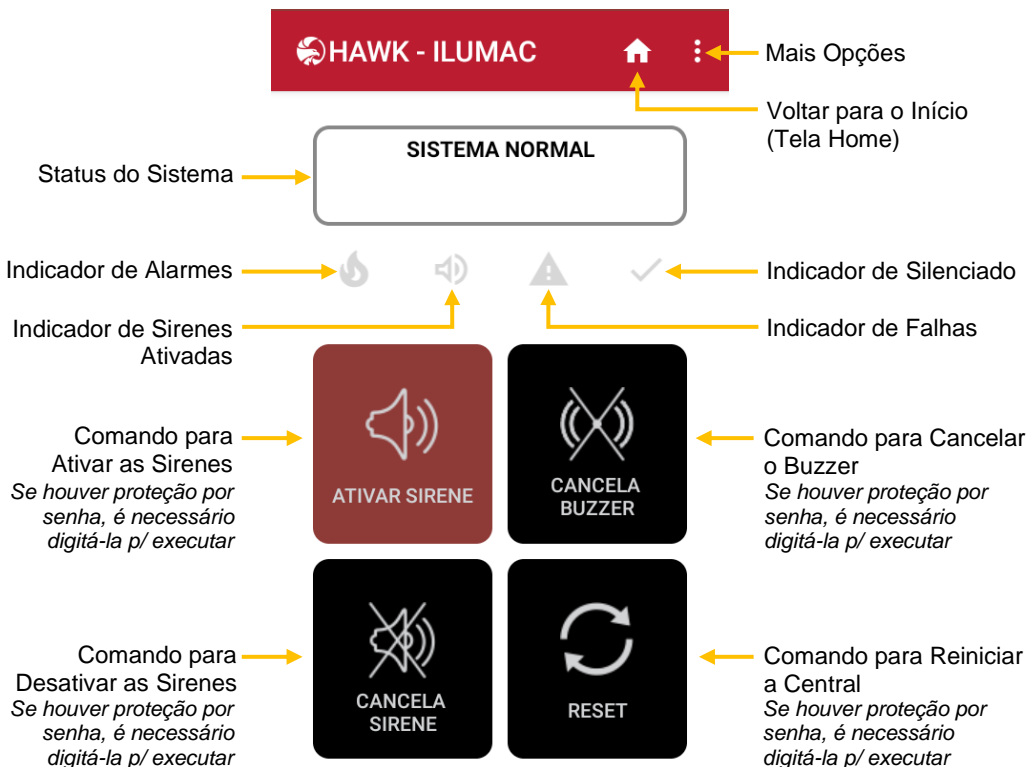 HAWK - ILUMAC
Mais Opções
Voltar para o Início
(Tela Home)
SISTEMA NORMAL
Status do Sistema
Indicador de Alarmes
Indicador de Silenciado
Indicador de Sirenes
Ativadas
Indicador de Falhas
Comando para
Ativar as Sirenes
Se houver proteção por
senha, é necessário
digitá-la p/ executar
ATIVAR SIRENE
CANCELA
BUZZER
Comando para Cancelar
o Buzzer
Se houver proteção por
senha, é necessário
digitá-la p/ executar
Comando para
Desativar as Sirenes
Se houver proteção por
senha, é necessário
digitá-la p/ executar
CANCELA
SIRENE
RESET
Comando para Reiniciar
a Central
Se houver proteção por
senha, é necessário
digitá-la p/ executar